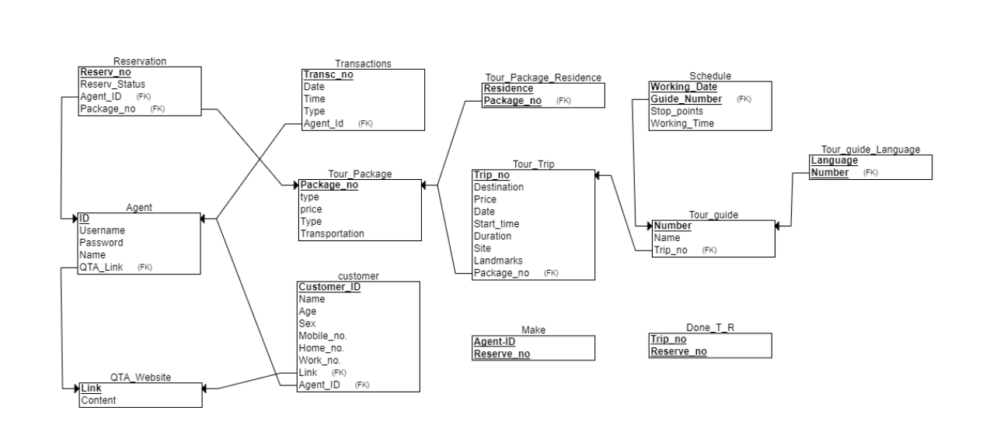 Reservation
Reserv_no
Reserv_Status
Agent_ID (FK)
Package_no (FK)
Transactions
Transc_no
Date
Time
Type
Agent_Id (FK)
Tour_Package_Residence
Residence
Package_no (FK)
Schedule
Working_Date
Guide_Number (FK)
Stop_points
Working_Time
Tour_guide_Language
Language
Number (FK)
Tour_Package
Package_no
type
price
Type
Transportation
Tour_Trip
Trip_no
Destination
Price
Date
Start_time
Duration
Site
Landmarks
Package_no (FK)
Agent
ID
Username
Password
Name
QTA_Link (FK)
Tour_guide
Number
Name
Trip_no (FK)
customer
Customer_ID
Name
Age
Sex
Mobile_no.
Home_no.
Work_no.
Link (FK)
Agent_ID (FK)
Make
Agent-ID
Reserve_no
Done_T_R
Trip_no
Reserve_no
QTA_Website
Link
Content